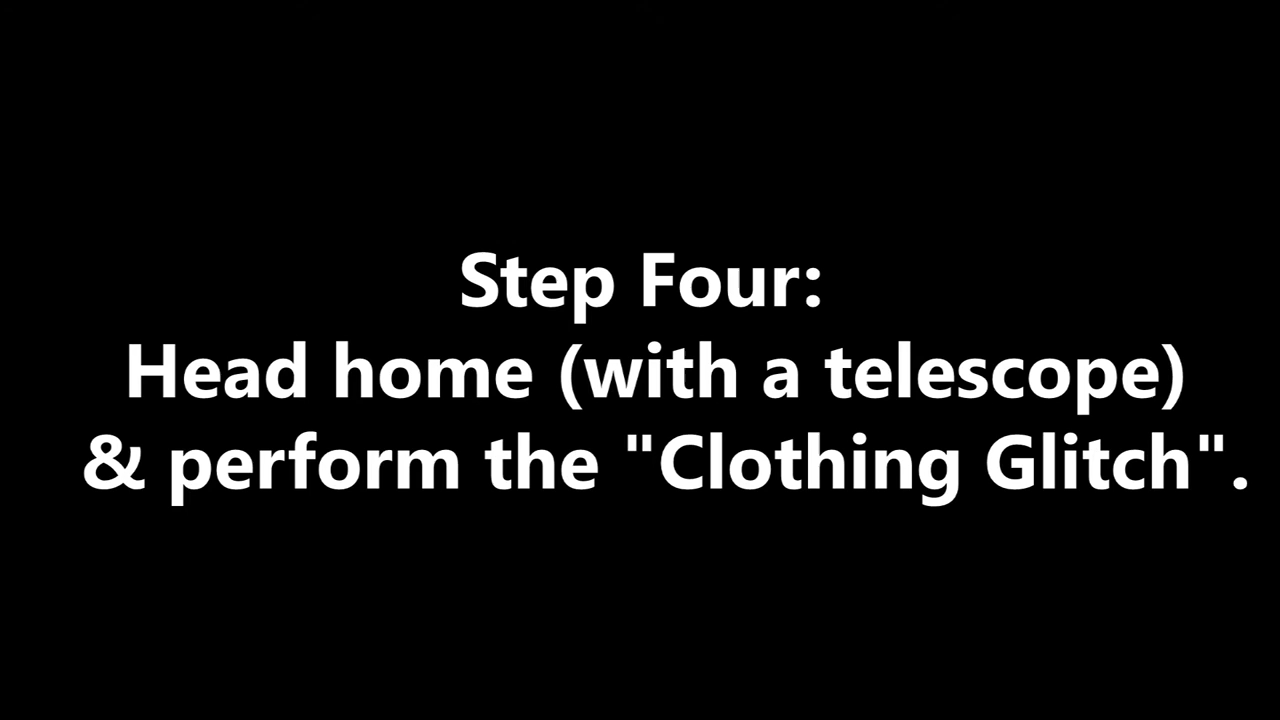 Step Four:
Head home (with a telescope)
& perform the "Clothing Glitch".